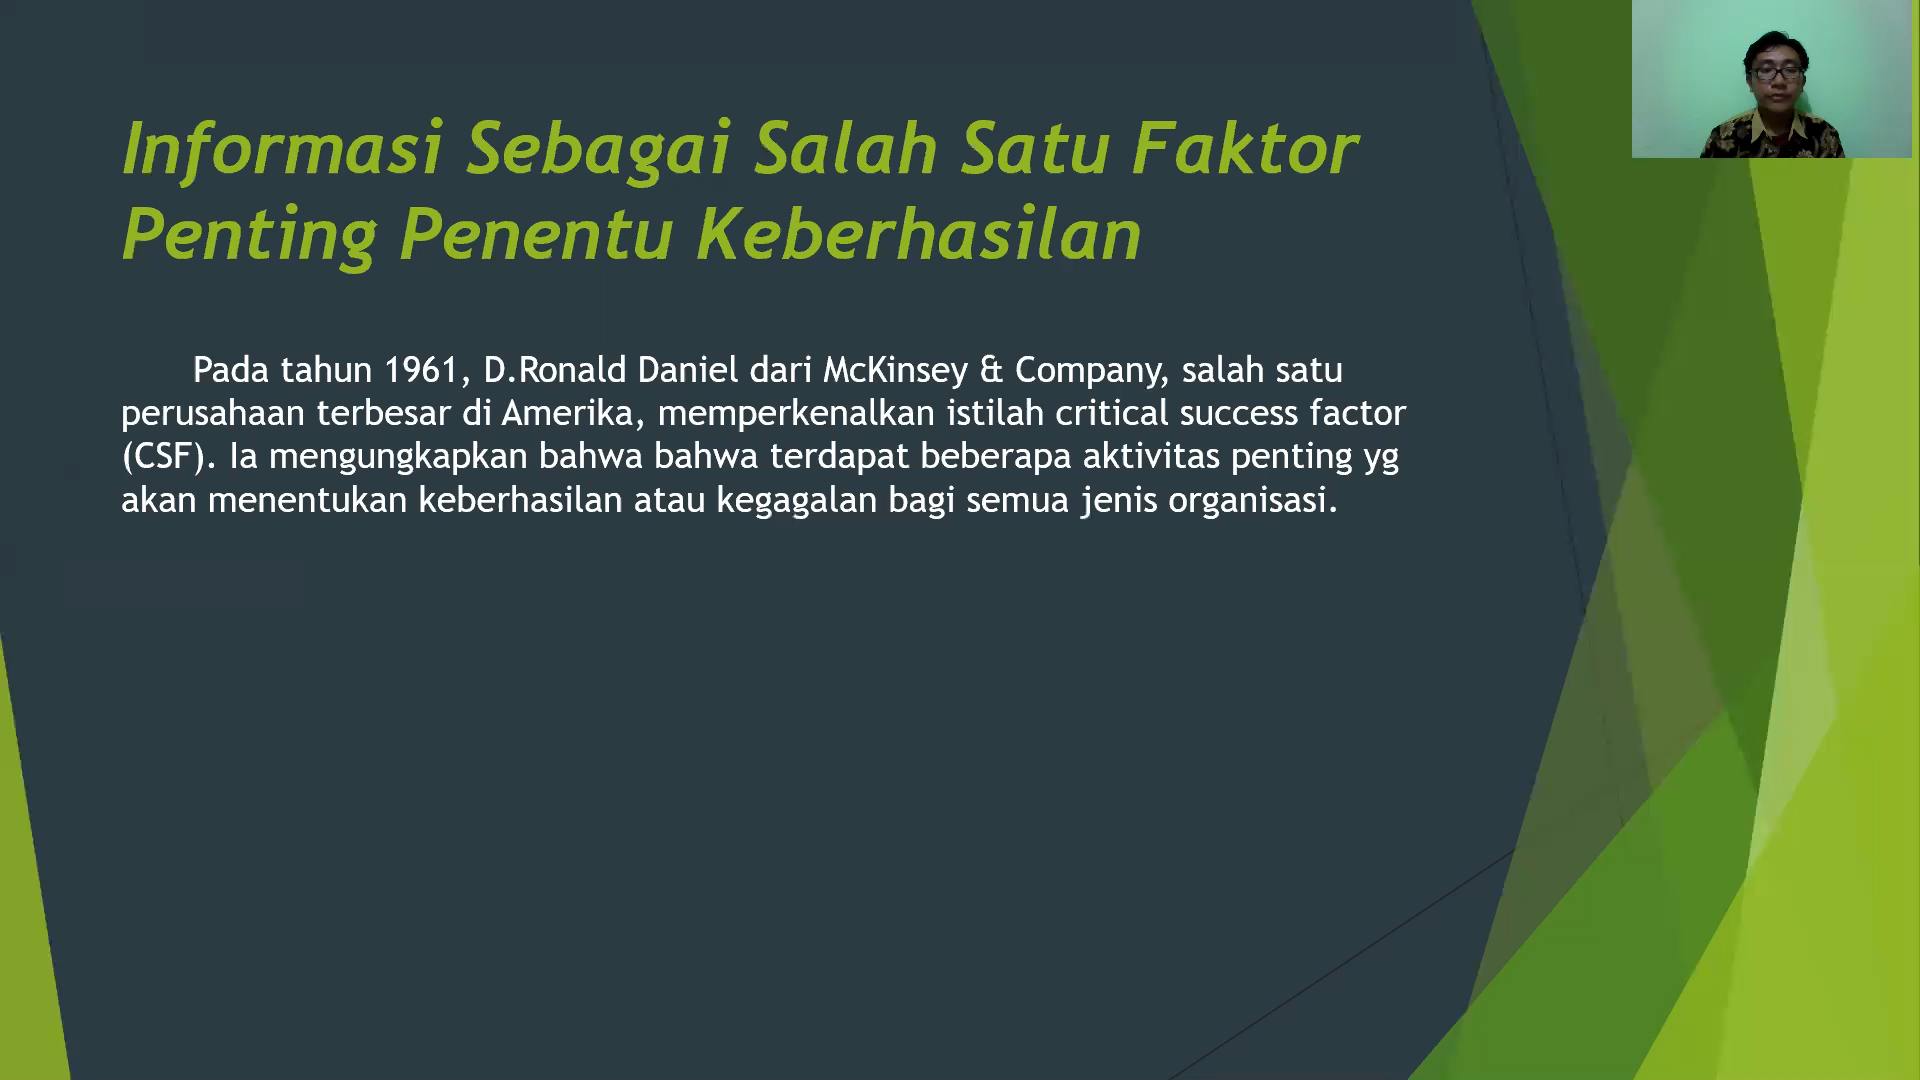 Informasi Sebagai Salah Satu Faktor
Penting Penentu Keberhasilan
Pada tahun 1961, D.Ronald Daniel dari McKinsey & Company, salah satu
perusahaan terbesar di Amerika, memperkenalkan istilah critical success factor
(CSF). Ia mengungkapkan bahwa bahwa terdapat beberapa aktivitas penting yg
akan menentukan keberhasilan atau kegagalan bagi semua jenis organisasi.